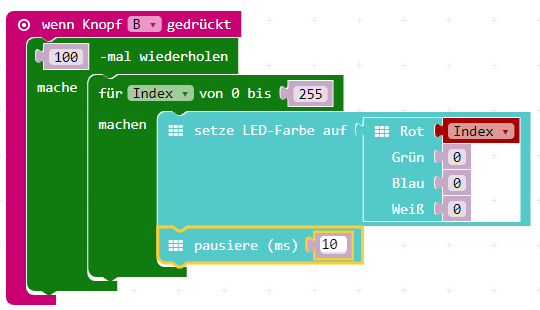 wenn Knopf B gedrückt
100 -mal wiederholen
mache
für Index von 0 bis 255
machen
setze LED-Farbe auf Rot Index
Grün 0
Blau 0
Weiß 0
pausiere (ms) 10